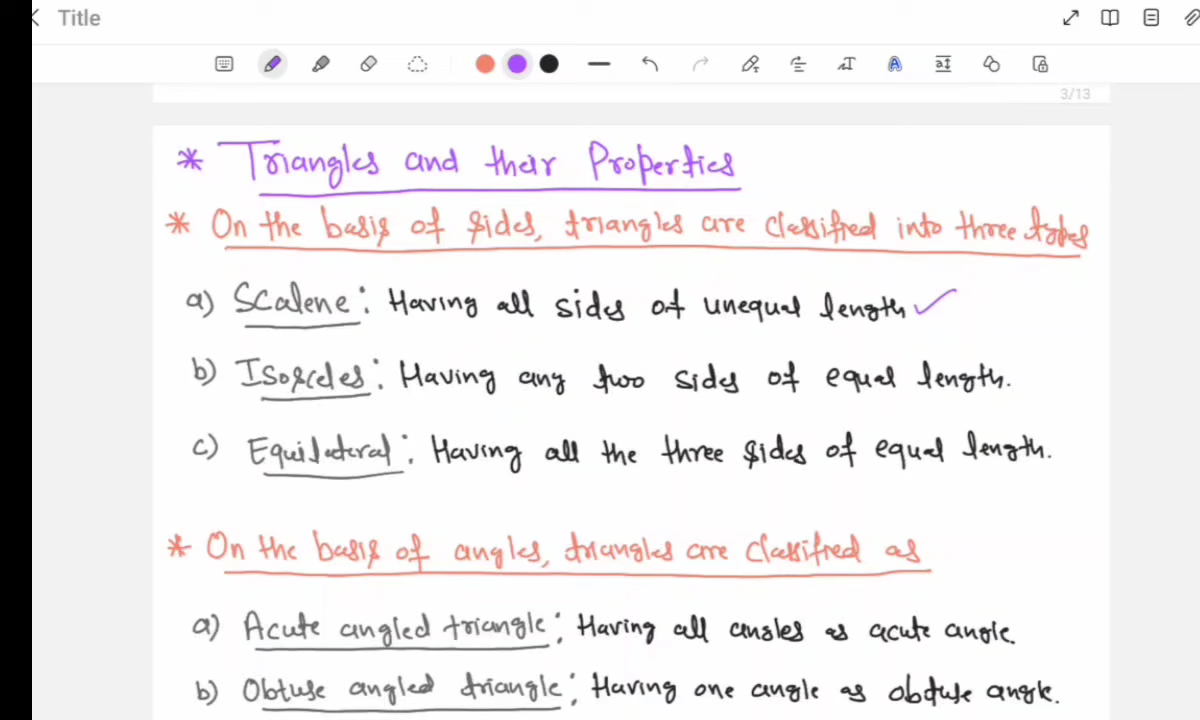 Title
3/13
* Triangles and their Properties
* On the basis of sides, triangles are classified into three types
a) Scalene: Having all sides of unequal length ✓
b) Isosceles: Having any two sides of equal length.
c) Equilateral: Having all the three sides of equal length.
* On the basis of angles, triangles are classified as
a) Acute angled triangle: Having all angles as acute angle.
b) Obtuse angled triangle: Having one angle as obtuse angle.